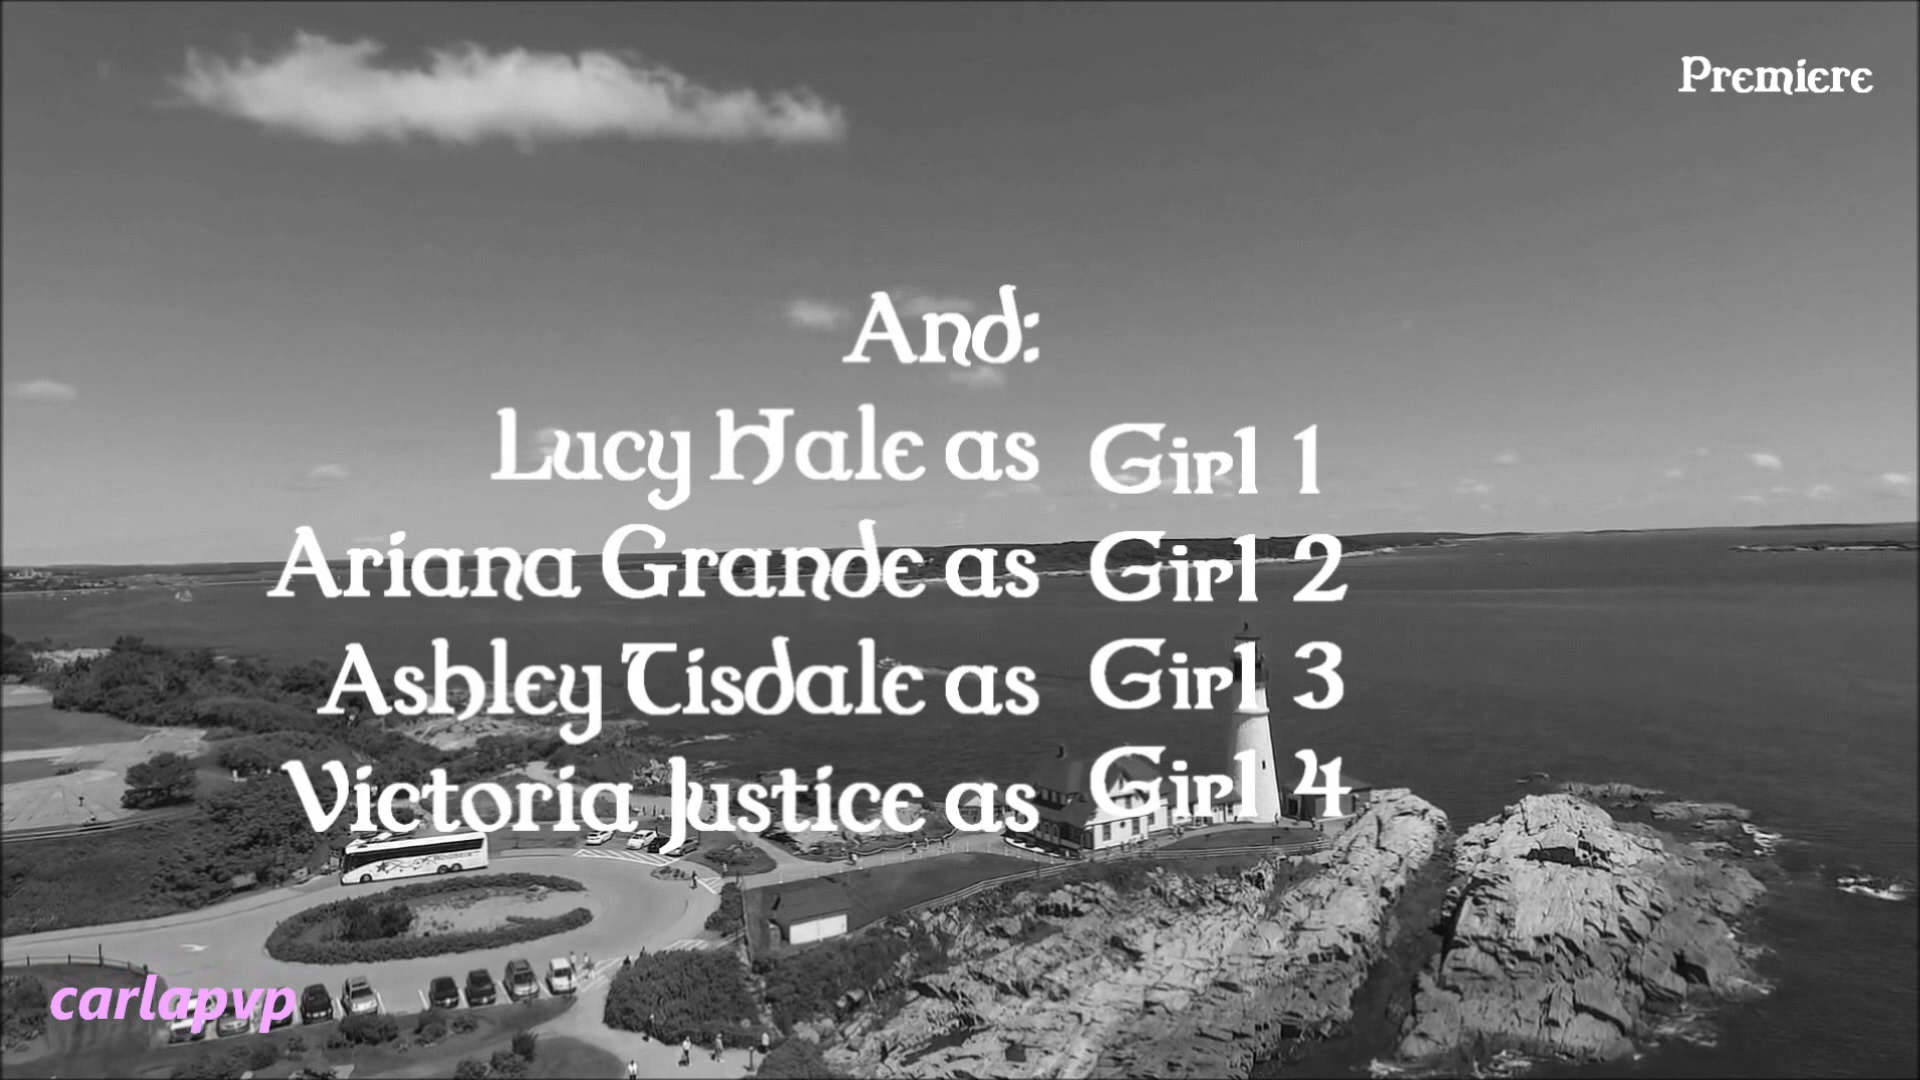 Premiere
And:
Lucy Hale as Girl 1
Ariana Grande as Girl 2
Ashley Tisdale as Girl 3
Victoria Justice as Girl 4
carlapvp